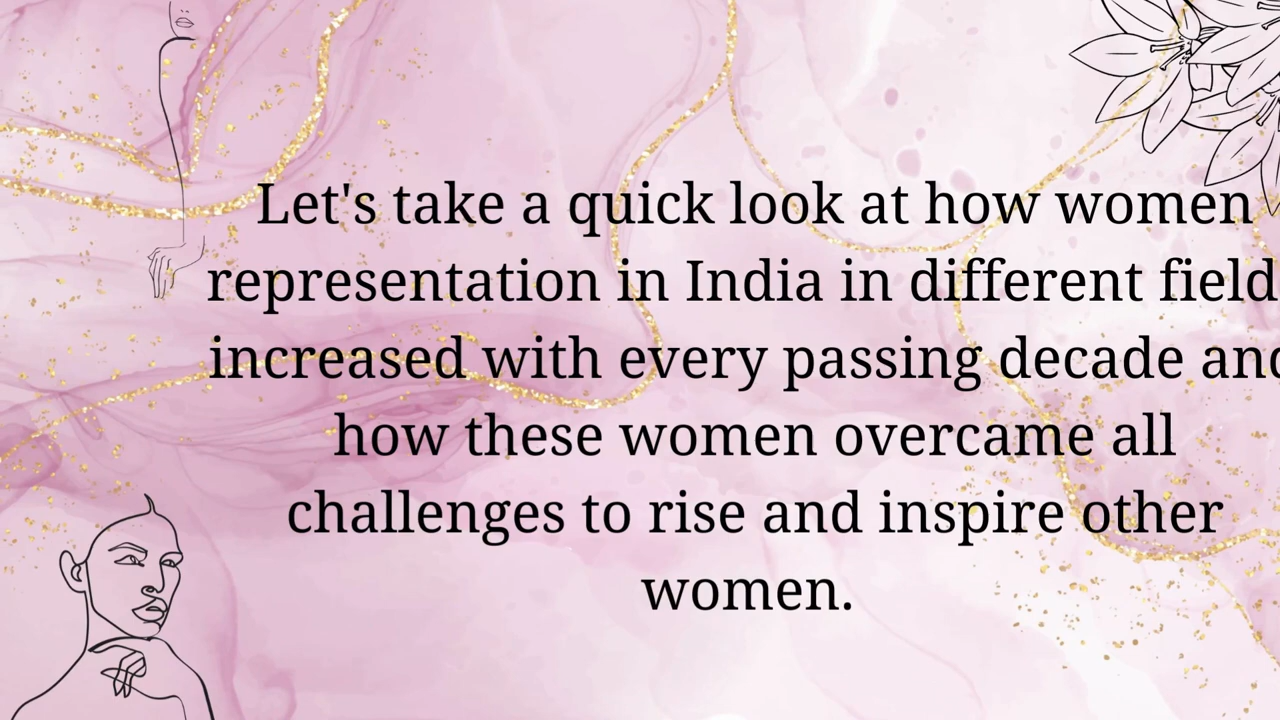 Let's take a quick look at how women
representation in India in different field
increased with every passing decade and
how these women overcame all
challenges to rise and inspire other
women.